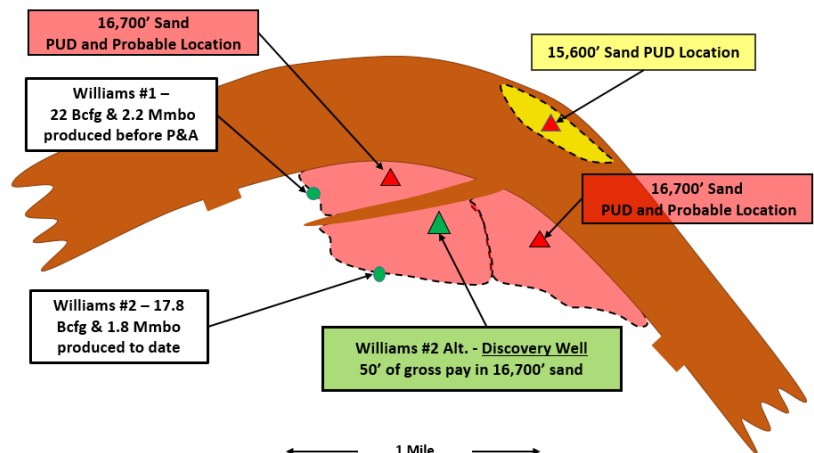 16,700’ Sand
PUD and Probable Location
15,600’ Sand PUD Location
Williams #1 –
22 Bcfg & 2.2 Mmbo
produced before P&A
16,700’ Sand
PUD and Probable Location
Williams #2 – 17.8
Bcfg & 1.8 Mmbo
produced to date
Williams #2 Alt. - Discovery Well
50’ of gross pay in 16,700’ sand
1 Mile